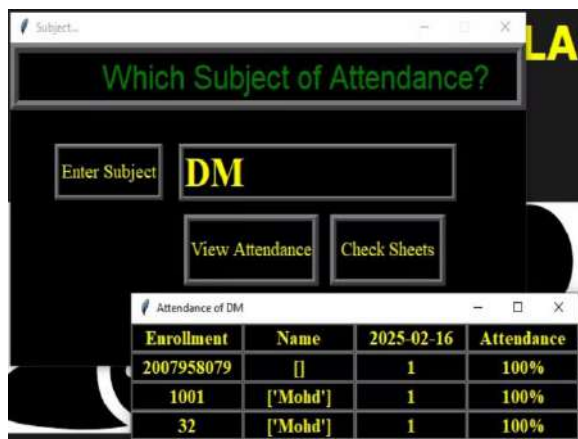 Subject...
LA
Which Subject of Attendance?
Enter Subject DM
View Attendance Check Sheets
Attendance of DM
Enrollment Name 2025-02-16 Attendance
2007958079 [] 1 100%
1001 ['Mohd'] 1 100%
32 ['Mohd'] 1 100%